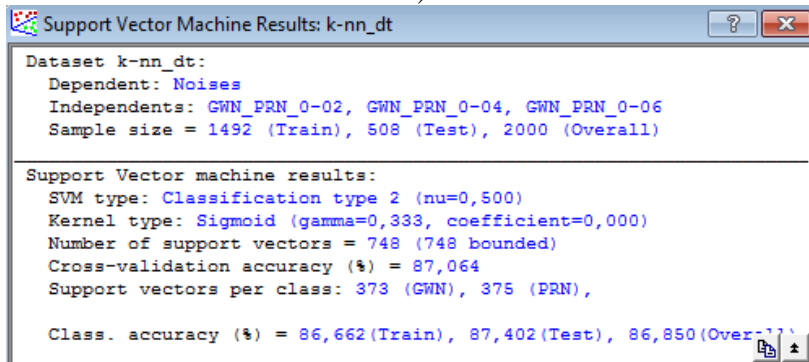 Support Vector Machine Results: k-nn_dt
Dataset k-nn_dt:
Dependent: Noises
Independents: GWN_PRN_0-02, GWN_PRN_0-04, GWN_PRN_0-06
Sample size = 1492 (Train), 508 (Test), 2000 (Overall)
Support Vector machine results:
SVM type: Classification type 2 (nu=0,500)
Kernel type: Sigmoid (gamma=0,333, coefficient=0,000)
Number of support vectors = 748 (748 bounded)
Cross-validation accuracy (%) = 87,064
Support vectors per class: 373 (GWN), 375 (PRN),
Class. accuracy (%) = 86,662(Train), 87,402(Test), 86,850(Overall)